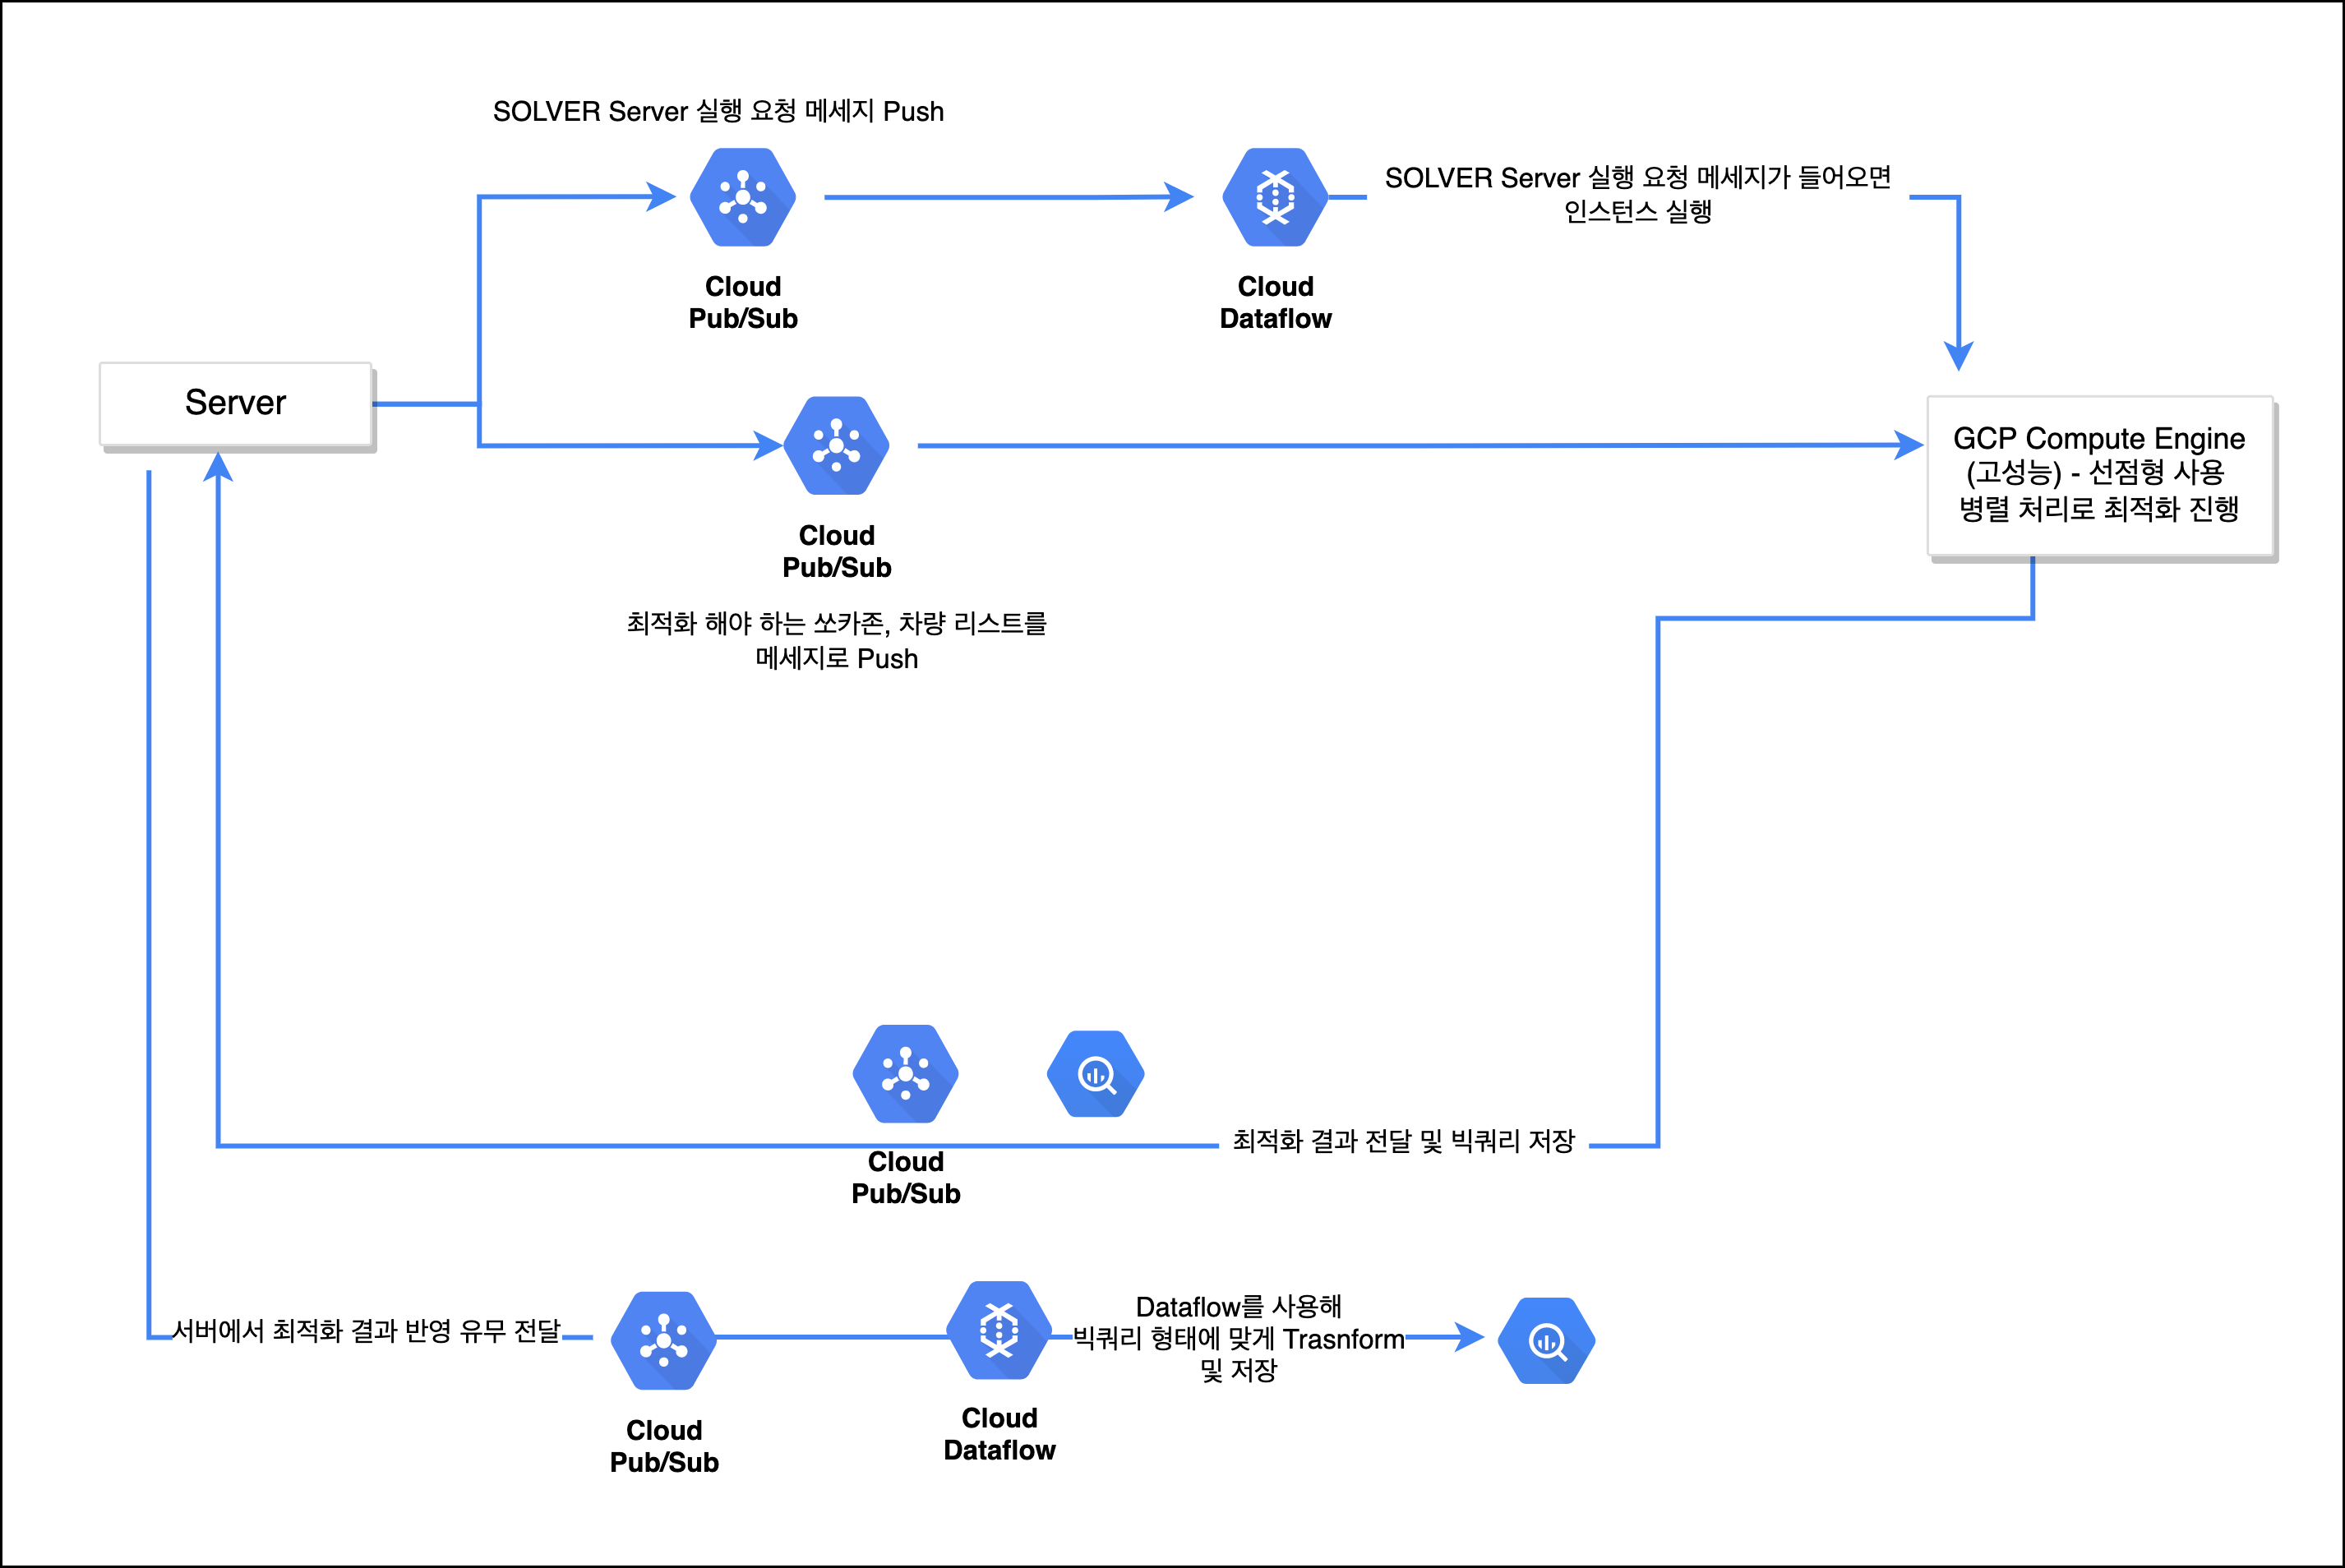 SOLVER Server 실행 요청 메세지 Push
Cloud
Pub/Sub
Cloud
Dataflow
SOLVER Server 실행 요청 메세지가 들어오면
인스턴스 실행
Server
Cloud
Pub/Sub
최적화 해야 하는 쏘카존, 차량 리스트를
메세지로 Push
GCP Compute Engine
(고성능) - 선점형 사용
병렬 처리로 최적화 진행
Cloud
Pub/Sub
최적화 결과 전달 및 빅쿼리 저장
서버에서 최적화 결과 반영 유무 전달
Cloud
Pub/Sub
Cloud
Dataflow
Dataflow를 사용해
빅쿼리 형태에 맞게 Trasnform
및 저장